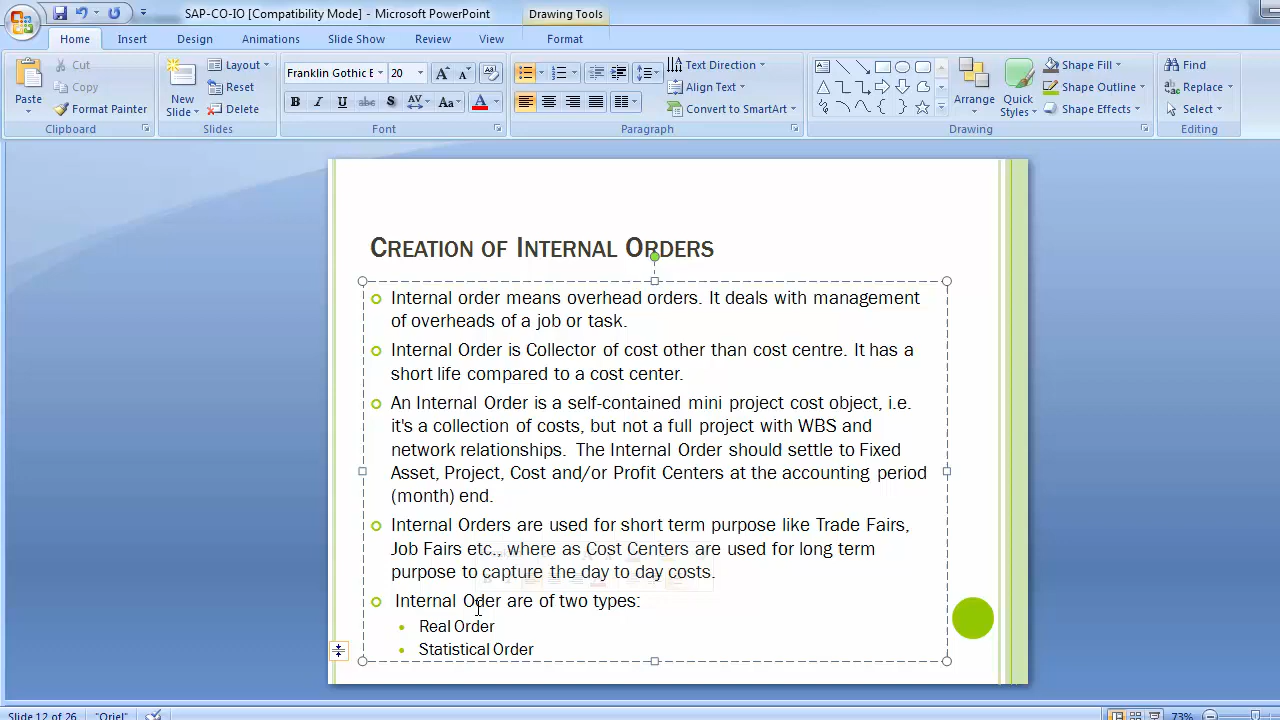 SAP-CO-IO [Compatibility Mode] - Microsoft PowerPoint
Drawing Tools
Home Insert Design Animations Slide Show Review View Format
Paste
Cut
Copy
Format Painter
Clipboard
New Slide
Layout
Reset
Delete
Slides
Franklin Gothic E 20
B I U abc S AV Aa A
Font
Text Direction
Align Text
Convert to SmartArt
Paragraph
Arrange
Quick Styles
Shape Fill
Shape Outline
Shape Effects
Drawing
Find
Replace
Select
Editing
CREATION OF INTERNAL ORDERS
Internal order means overhead orders. It deals with management
of overheads of a job or task.
Internal Order is Collector of cost other than cost centre. It has a
short life compared to a cost center.
An Internal Order is a self-contained mini project cost object, i.e.
it's a collection of costs, but not a full project with WBS and
network relationships. The Internal Order should settle to Fixed
Asset, Project, Cost and/or Profit Centers at the accounting period
(month) end.
Internal Orders are used for short term purpose like Trade Fairs,
Job Fairs etc., where as Cost Centers are used for long term
purpose to capture the day to day costs.
Internal Oder are of two types:
Real Order
Statistical Order
Slide 12 of 26 "Oriel" 73%